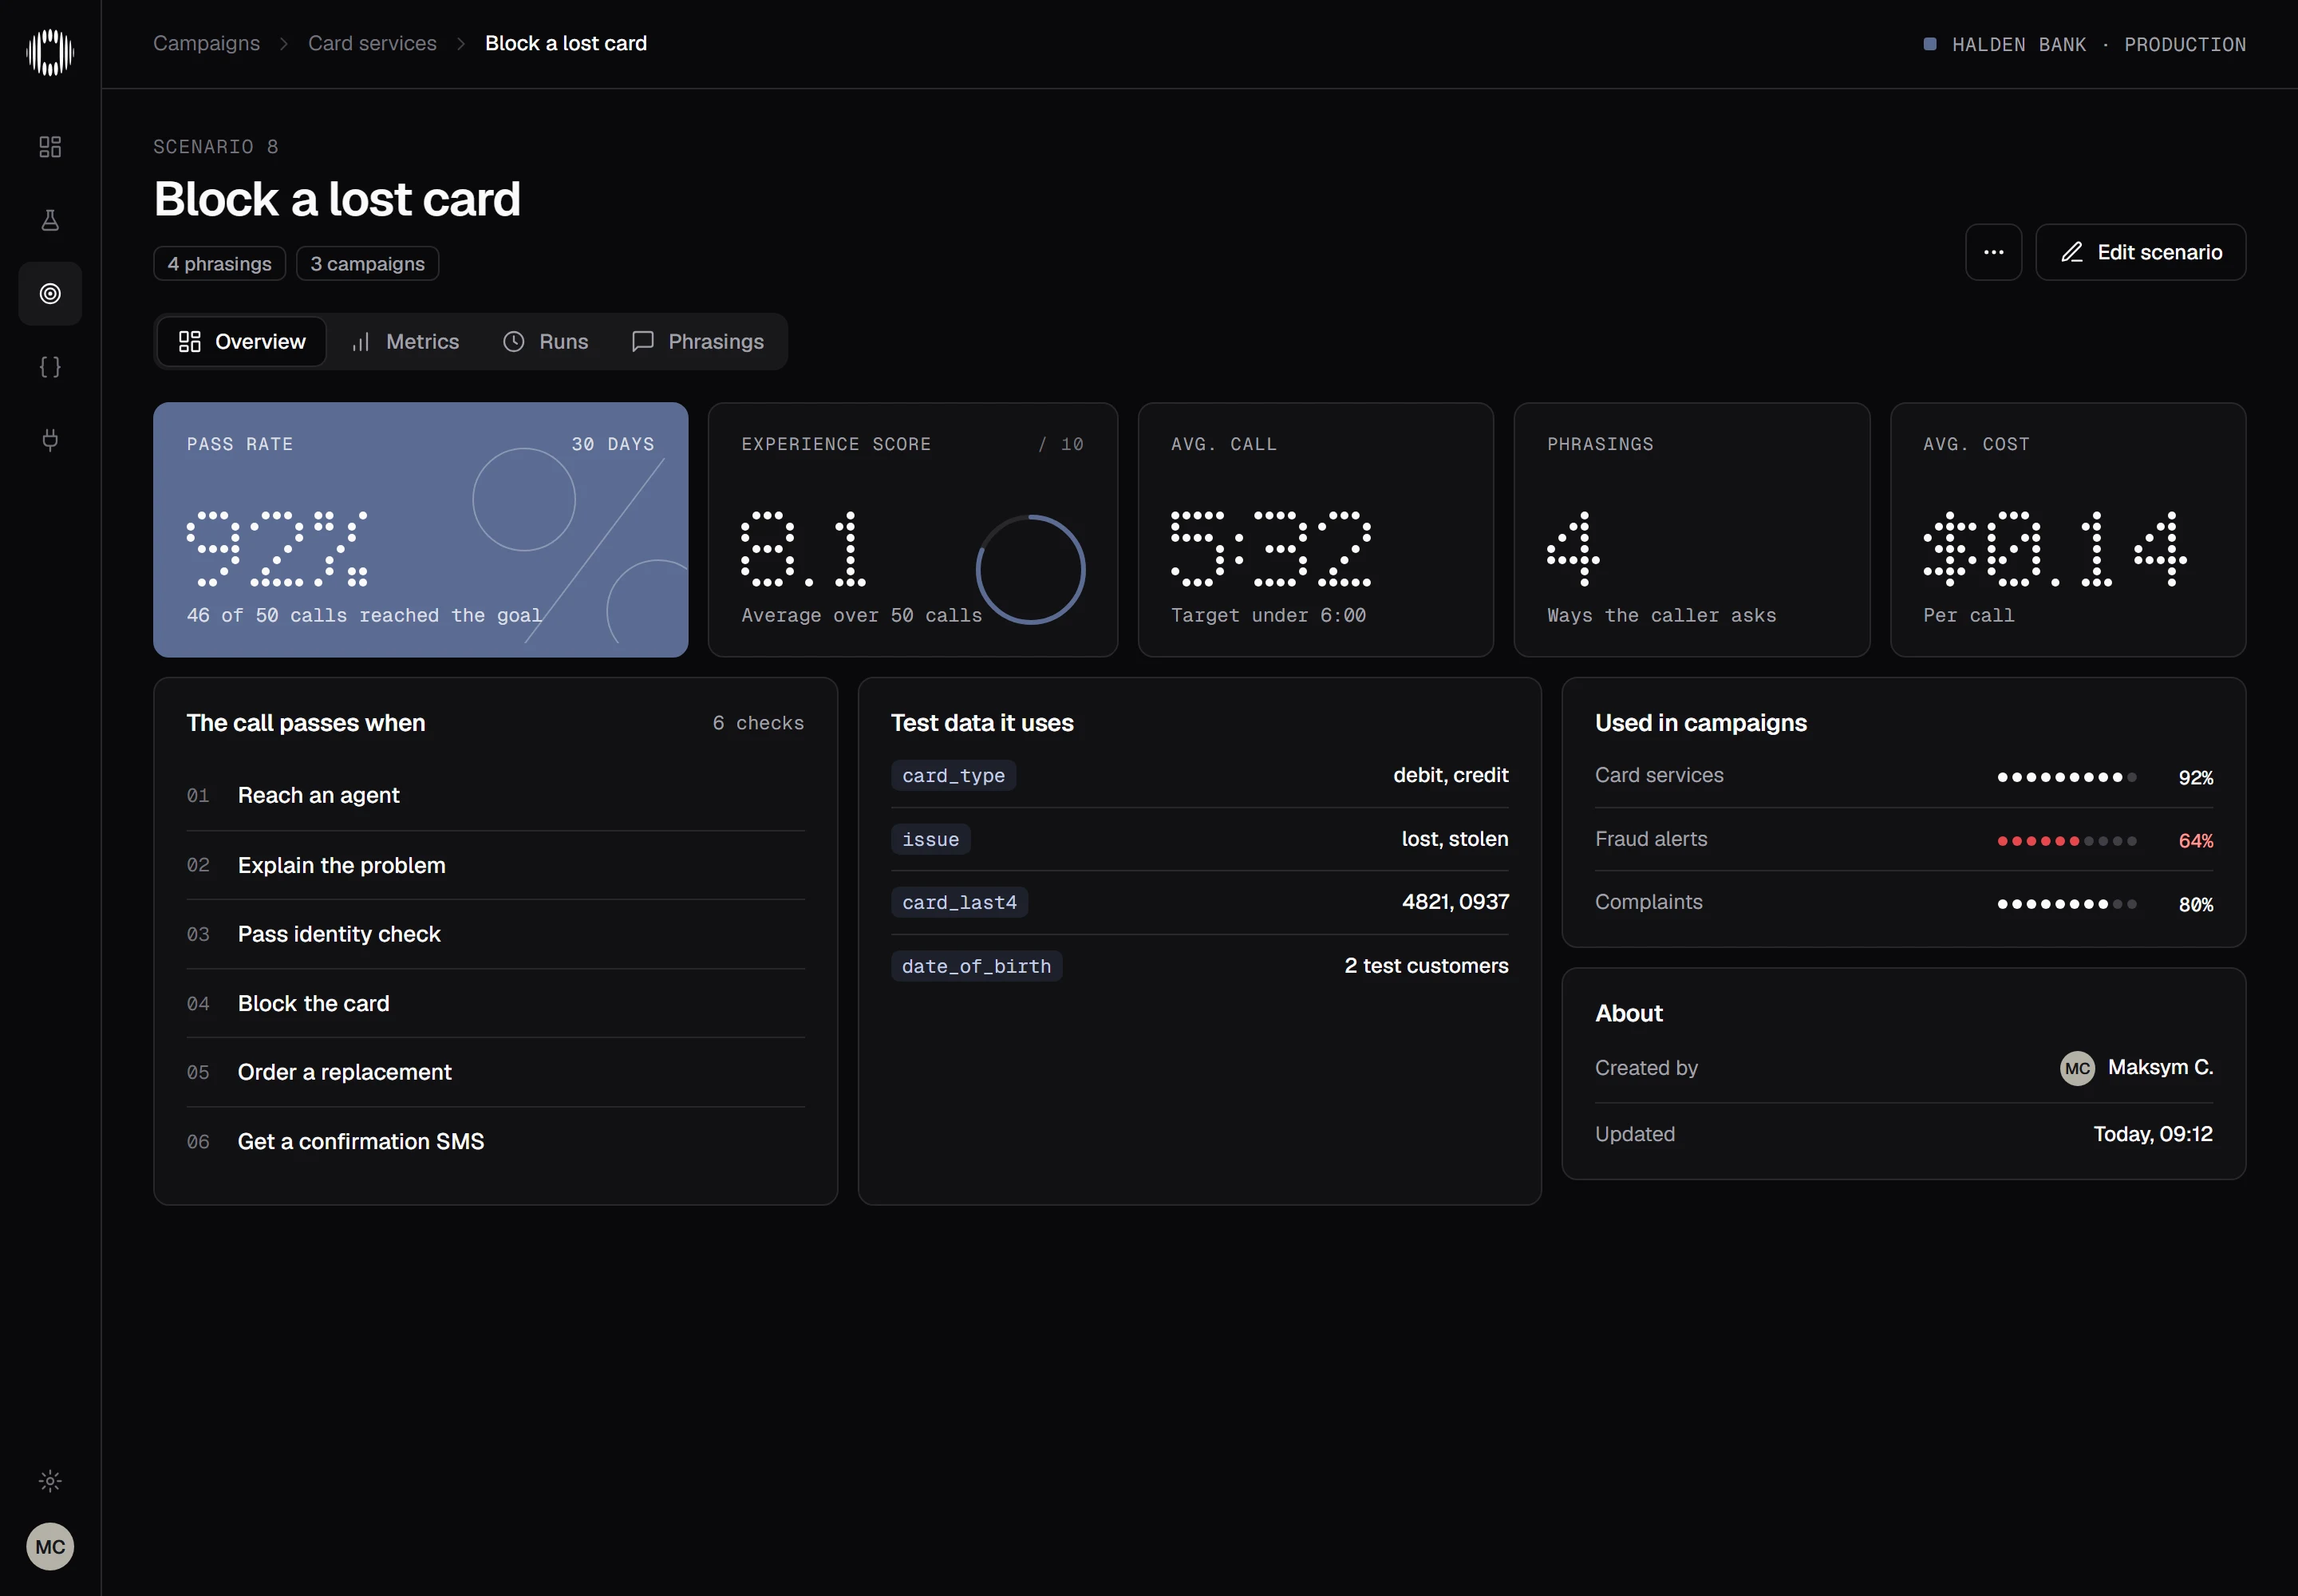 Campaigns > Card services > Block a lost card
HALDEN BANK · PRODUCTION
SCENARIO 8
Block a lost card
4 phrasings
3 campaigns
Edit scenario
Overview
Metrics
Runs
Phrasings
PASS RATE
30 DAYS
92%
46 of 50 calls reached the goal
EXPERIENCE SCORE
/ 10
8.1
Average over 50 calls
AVG. CALL
5:32
Target under 6:00
PHRASINGS
4
Ways the caller asks
AVG. COST
$0.14
Per call
The call passes when
6 checks
01 Reach an agent
02 Explain the problem
03 Pass identity check
04 Block the card
05 Order a replacement
06 Get a confirmation SMS
Test data it uses
card_type debit, credit
issue lost, stolen
card_last4 4821, 0937
date_of_birth 2 test customers
Used in campaigns
Card services 92%
Fraud alerts 64%
Complaints 80%
About
Created by MC Maksym C.
Updated Today, 09:12
MC